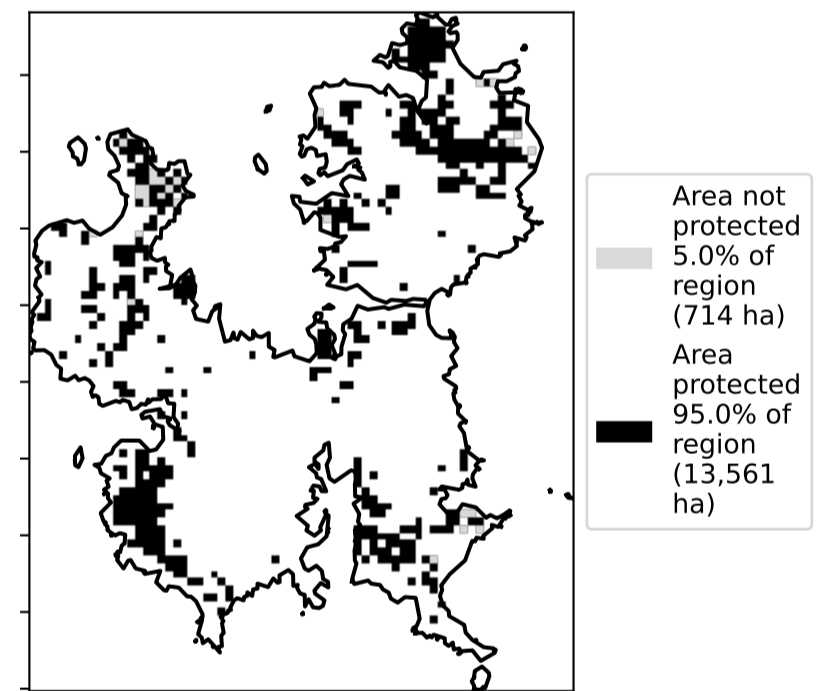 Area not
protected
5.0% of
region
(714 ha)
Area
protected
95.0% of
region
(13,561
ha)